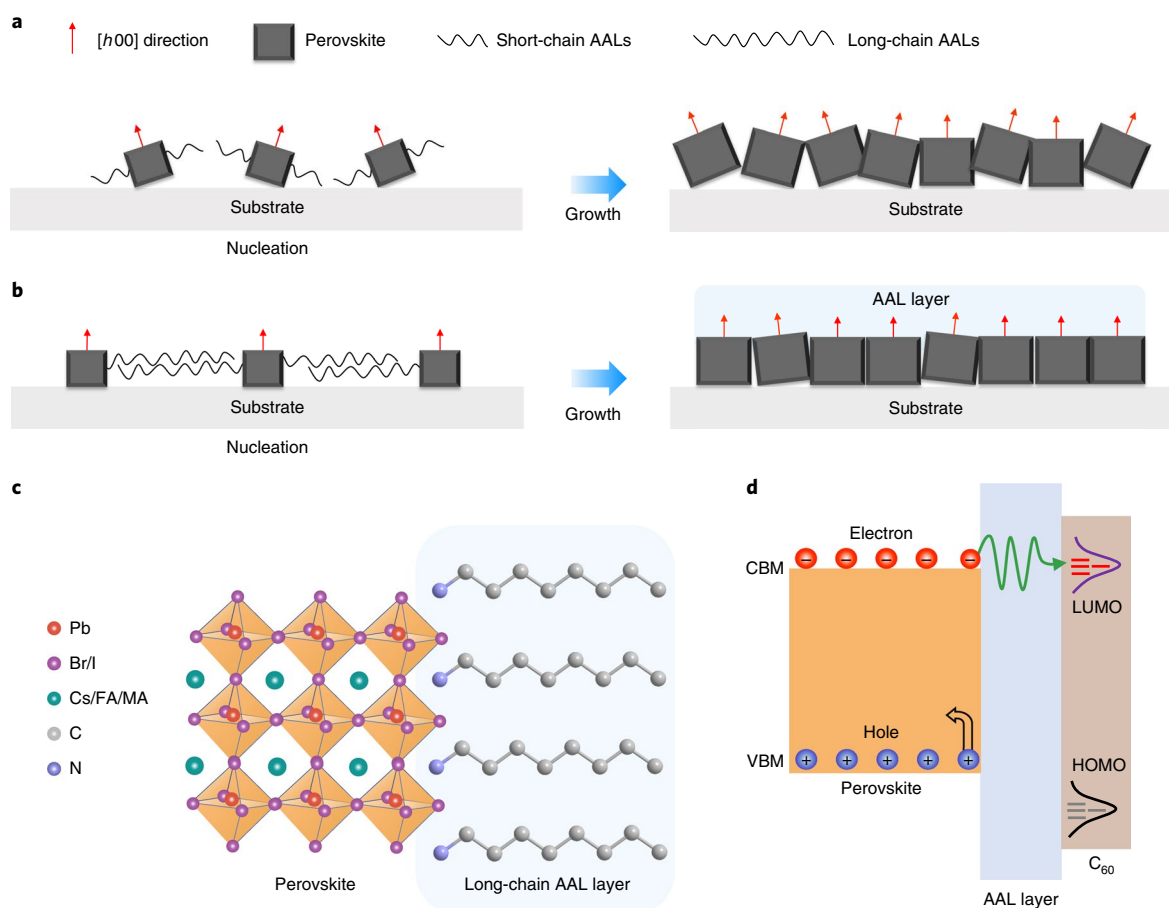 a
[h00] direction
Perovskite
Short-chain AALs
Long-chain AALs
Substrate
Nucleation
Growth
Substrate
b
AAL layer
Substrate
Nucleation
Growth
Substrate
c
Pb
Br/I
Cs/FA/MA
C
N
Perovskite
Long-chain AAL layer
d
Electron
− − − − −
CBM
LUMO
Hole
VBM
+ + + + +
HOMO
Perovskite
C₆₀
AAL layer